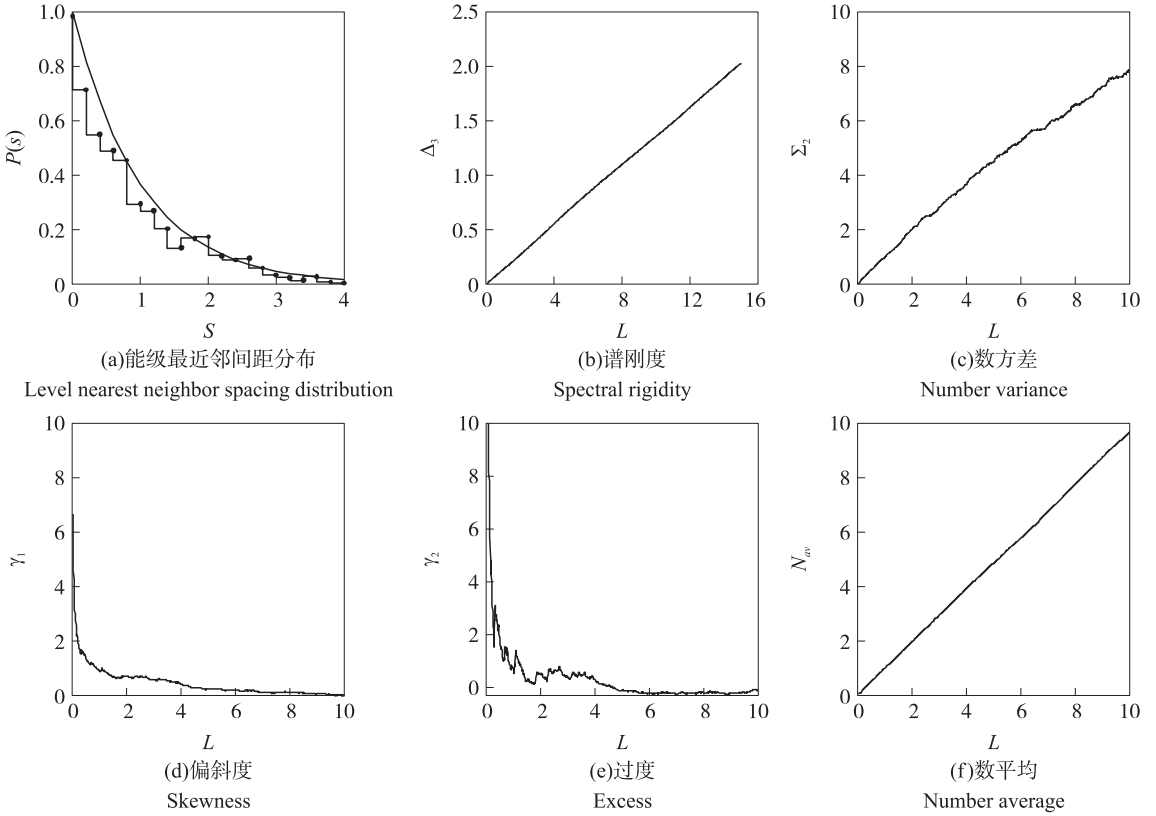 1.0
0.8
0.6
0.4
0.2
0
P(s)
0 1 2 3 4
S
(a)能级最近邻间距分布
Level nearest neighbor spacing distribution
2.5
2.0
1.5
1.0
0.5
0
Δ3
0 4 8 12 16
L
(b)谱刚度
Spectral rigidity
10
8
6
4
2
0
Σ2
0 2 4 6 8 10
L
(c)数方差
Number variance
10
8
6
4
2
0
γ1
0 2 4 6 8 10
L
(d)偏斜度
Skewness
10
8
6
4
2
0
γ2
0 2 4 6 8 10
L
(e)过度
Excess
10
8
6
4
2
0
Nav
0 2 4 6 8 10
L
(f)数平均
Number average